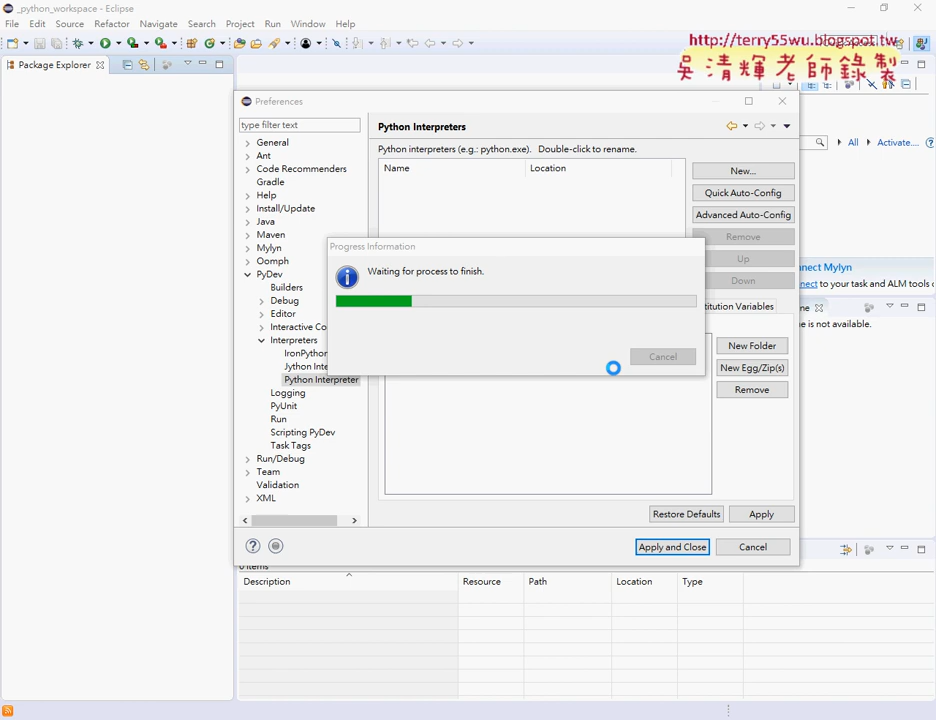 _python_workspace - Eclipse
File Edit Source Refactor Navigate Search Project Run Window Help
http://terry55wu.blogspot.tw
吳清輝老師錄製
Package Explorer
Preferences
type filter text
Python Interpreters
General
Ant
Code Recommenders
Gradle
Help
Install/Update
Java
Maven
Mylyn
Oomph
PyDev
Builders
Debug
Editor
Interactive Co
Interpreters
IronPython
Jython Inte
Python Interpreter
Logging
PyUnit
Run
Scripting PyDev
Task Tags
Run/Debug
Team
Validation
XML
Python interpreters (e.g.: python.exe). Double-click to rename.
Name Location
New...
Quick Auto-Config
Advanced Auto-Config
Remove
Up
Down
Progress Information
Waiting for process to finish.
Cancel
titution Variables
New Folder
New Egg/Zip(s)
Remove
Restore Defaults Apply
Apply and Close Cancel
All Activate...
nnect Mylyn
nect to your task and ALM tools
ne
e is not available.
0 items
Description Resource Path Location Type